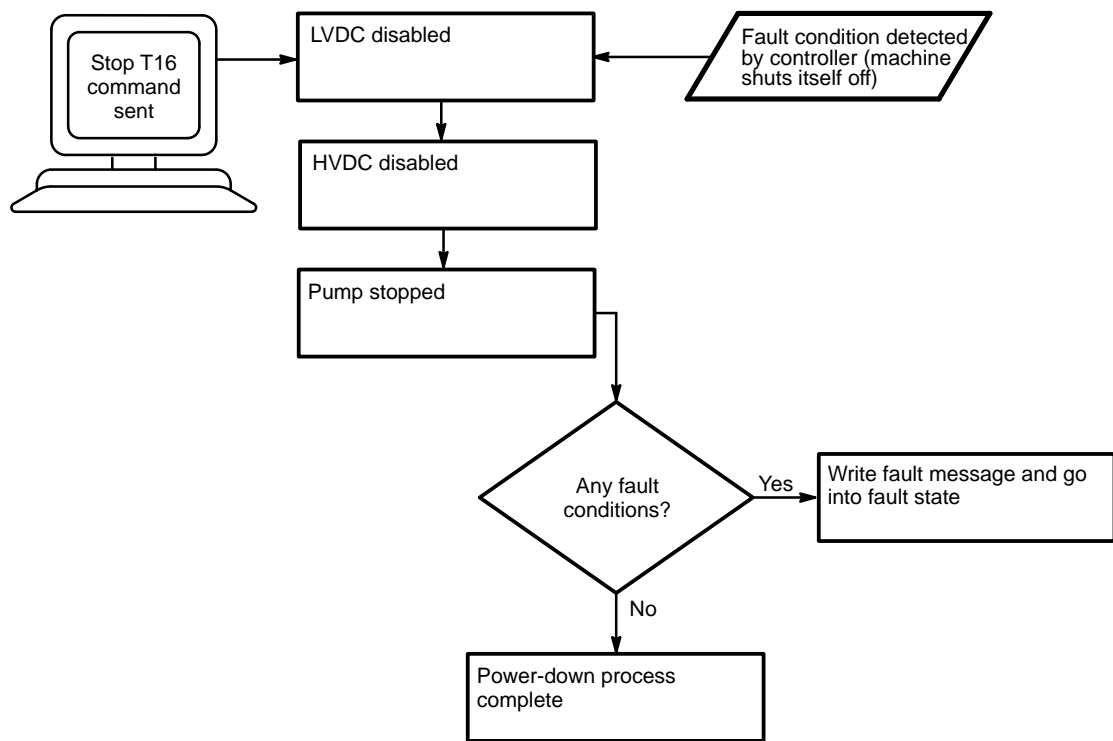 Stop T16
command
sent
LVDC disabled
Fault condition detected
by controller (machine
shuts itself off)
HVDC disabled
Pump stopped
Any fault
conditions?
Yes
Write fault message and go
into fault state
No
Power-down process
complete